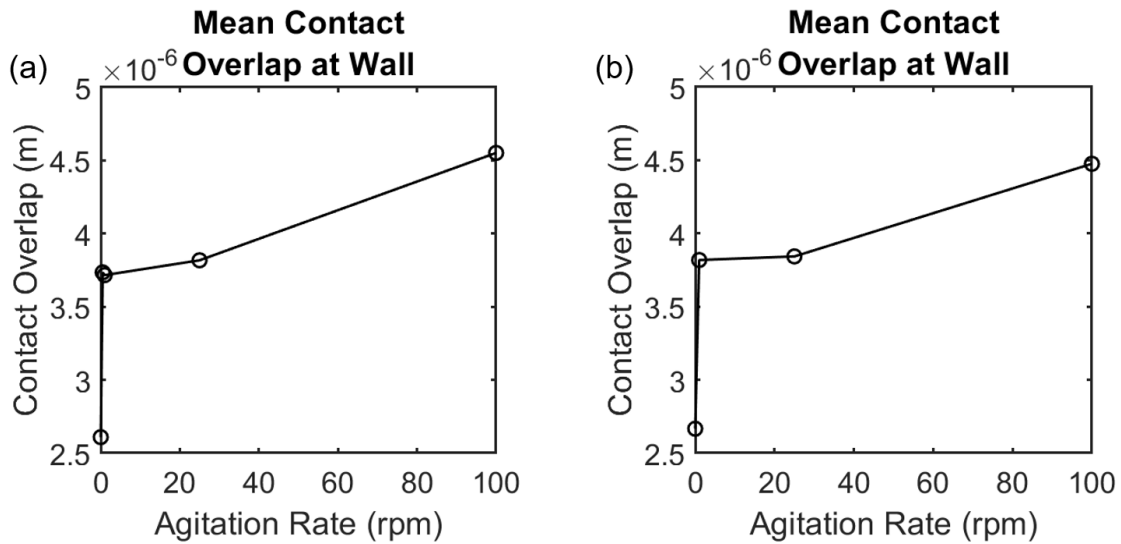 Mean Contact
(a) ×10⁻⁶ Overlap at Wall
5
4.5
4
3.5
3
2.5
Contact Overlap (m)
0 20 40 60 80 100
Agitation Rate (rpm)
Mean Contact
(b) ×10⁻⁶ Overlap at Wall
5
4.5
4
3.5
3
2.5
Contact Overlap (m)
0 20 40 60 80 100
Agitation Rate (rpm)